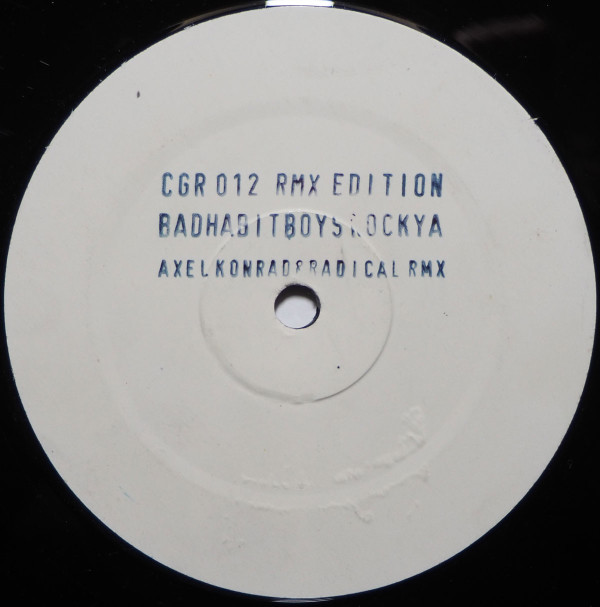 CGR 012 RMX EDITION
BADHABITBOYS ROCKYA
AXEL KONRAD&RADICAL RMX